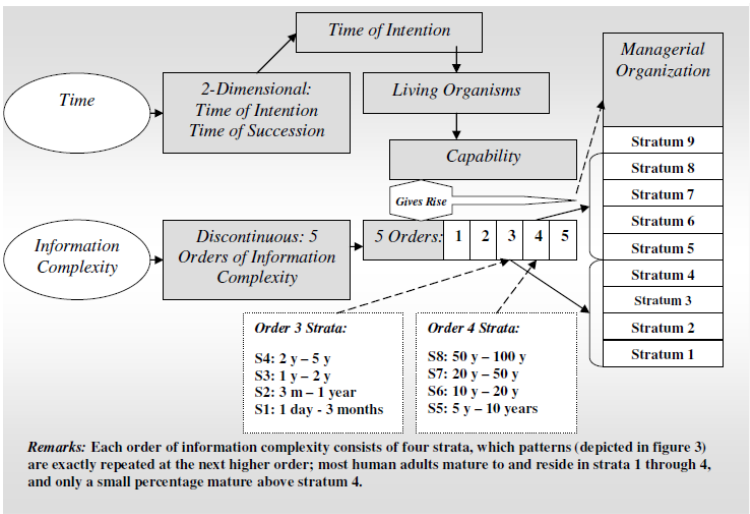 Time of Intention
Managerial
Organization
Time
2-Dimensional:
Time of Intention
Time of Succession
Living Organisms
Capability
Gives Rise
Stratum 9
Stratum 8
Stratum 7
Stratum 6
Stratum 5
Stratum 4
Stratum 3
Stratum 2
Stratum 1
Information
Complexity
Discontinuous: 5
Orders of Information
Complexity
5 Orders: 1 2 3 4 5
Order 3 Strata:
S4: 2 y – 5 y
S3: 1 y – 2 y
S2: 3 m – 1 year
S1: 1 day - 3 months
Order 4 Strata:
S8: 50 y – 100 y
S7: 20 y – 50 y
S6: 10 y – 20 y
S5: 5 y – 10 years
Remarks: Each order of information complexity consists of four strata, which patterns (depicted in figure 3)
are exactly repeated at the next higher order; most human adults mature to and reside in strata 1 through 4,
and only a small percentage mature above stratum 4.